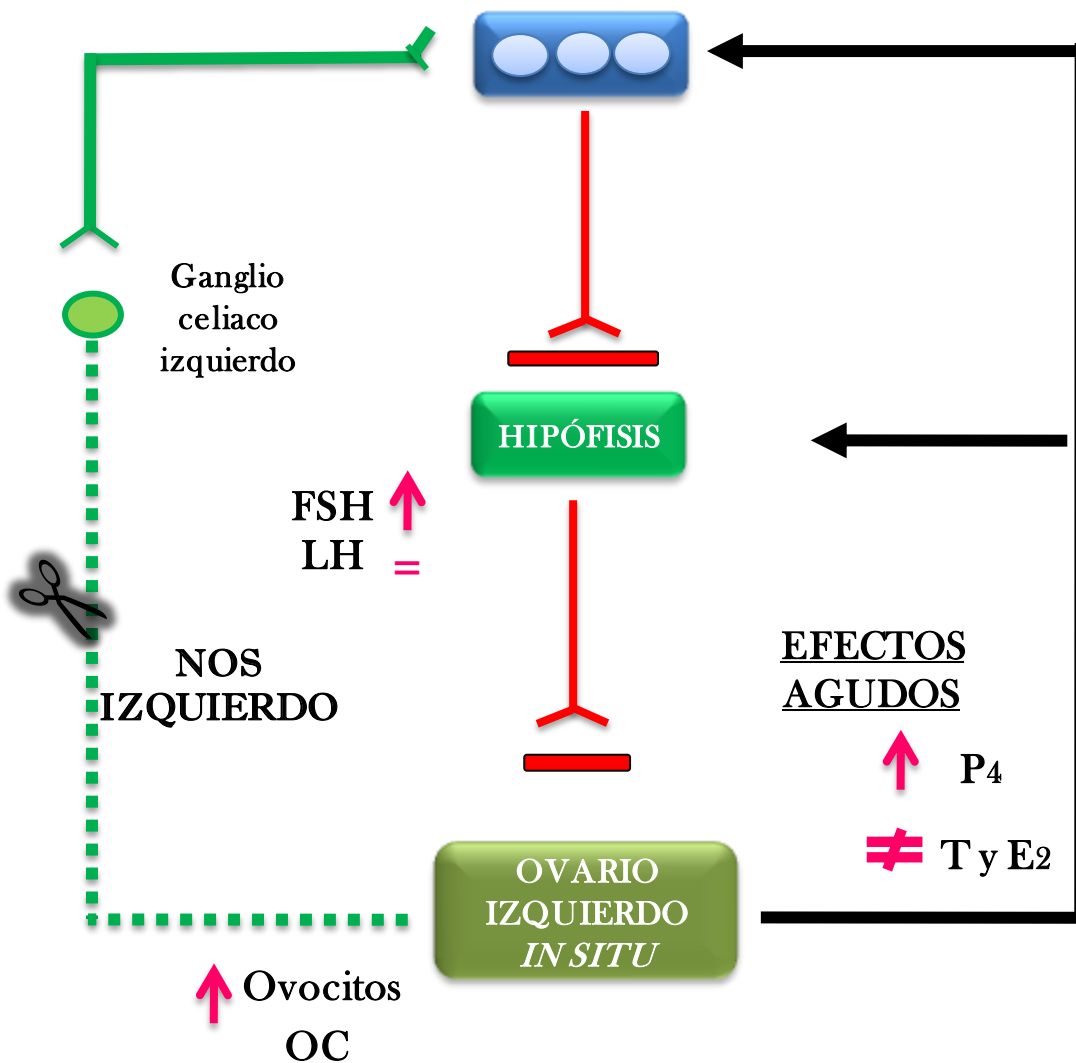 Ganglio
celiaco
izquierdo
HIPÓFISIS
FSH
LH =
NOS
IZQUIERDO
EFECTOS
AGUDOS
P4
≠ T y E2
OVARIO
IZQUIERDO
IN SITU
Ovocitos
OC